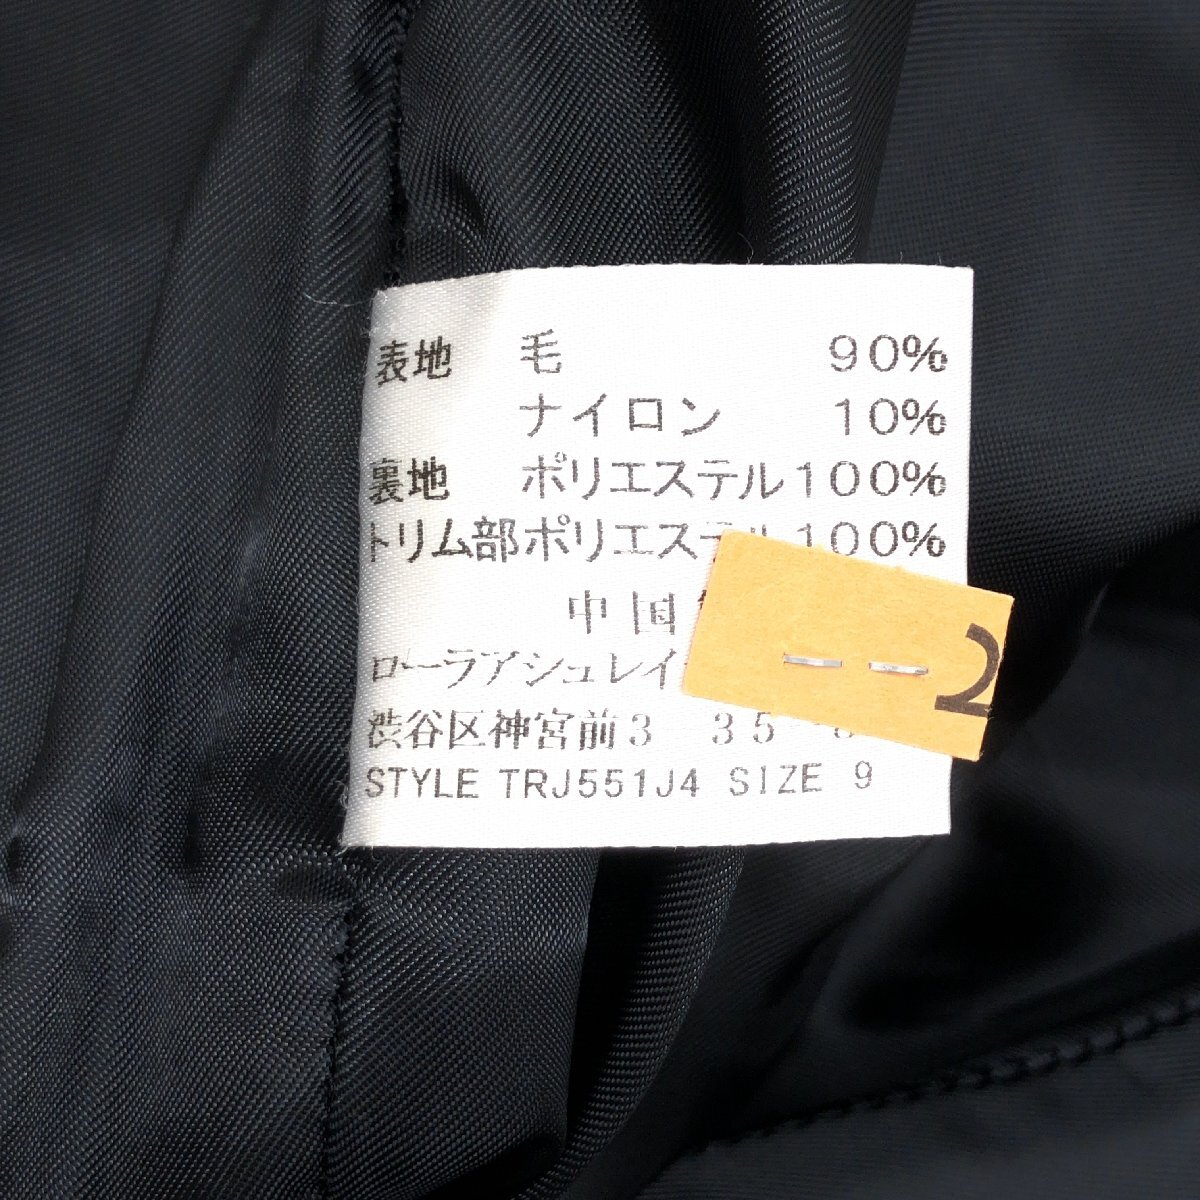 表地 毛 90%
ナイロン 10%
裏地 ポリエステル100%
トリム部ポリエステル100%
中国
ローラアシュレイ
渋谷区神宮前3 35
STYLE TRJ551J4 SIZE 9
2